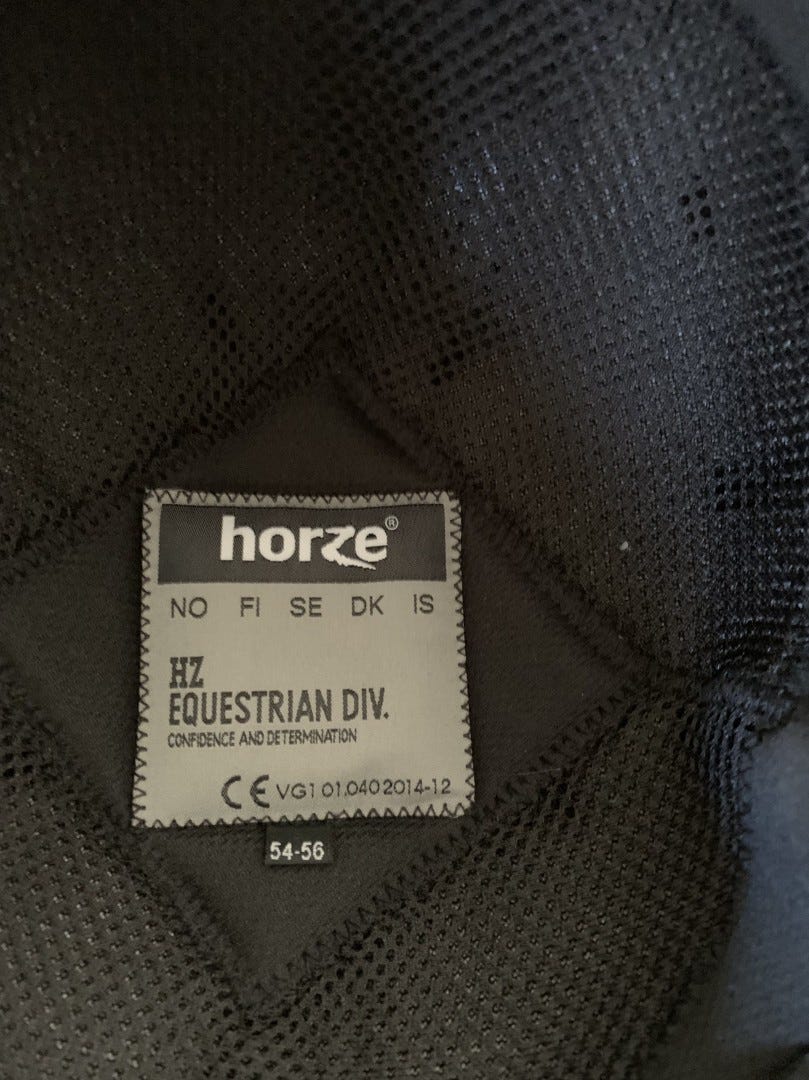 horze®
NO FI SE DK IS
HZ
EQUESTRIAN DIV.
CONFIDENCE AND DETERMINATION
CE VG1 01.040 2014-12
54-56